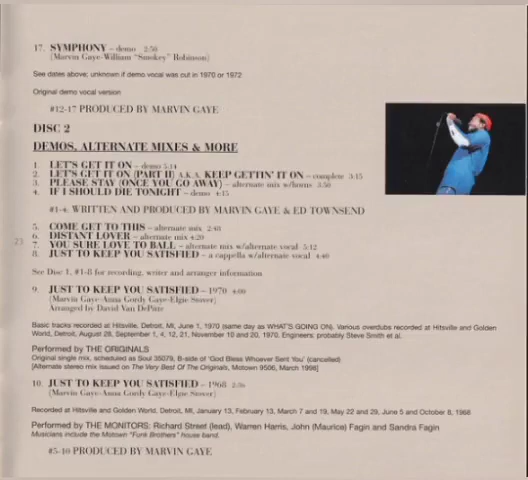 17. SYMPHONY – demo 2:50
(Marvin Gaye-William "Smokey" Robinson)
See dates above; unknown if demo vocal was cut in 1970 or 1972
Original demo vocal version
#12-17 PRODUCED BY MARVIN GAYE
DISC 2
DEMOS, ALTERNATE MIXES & MORE
1. LET'S GET IT ON – demo 5:14
2. LET'S GET IT ON (PART II) A.K.A. KEEP GETTIN' IT ON – complete 5:15
3. PLEASE STAY (ONCE YOU GO AWAY) – alternate mix w/horns 3:50
4. IF I SHOULD DIE TONIGHT – demo 4:15
#1-4: WRITTEN AND PRODUCED BY MARVIN GAYE & ED TOWNSEND
5. COME GET TO THIS – alternate mix 2:40
6. DISTANT LOVER – alternate mix 4:20
7. YOU SURE LOVE TO BALL – alternate mix w/alternate vocal 5:12
8. JUST TO KEEP YOU SATISFIED – a cappella w/alternate vocal 4:40
23
See Disc 1, #1-8 for recording, writer and arranger information
9. JUST TO KEEP YOU SATISFIED – 1970 4:00
(Marvin Gaye-Anna Gordy Gaye-Elgie Stover)
Arranged by David Van DePitte
Basic tracks recorded at Hitsville, Detroit, MI, June 1, 1970 (same day as WHAT'S GOING ON). Various overdubs recorded at Hitsville and Golden
World, Detroit, August 28, September 1, 4, 12, 21, November 10 and 20, 1970. Engineers: probably Steve Smith et al.
Performed by THE ORIGINALS
Original single mix, scheduled as Soul 35079, B-side of 'God Bless Whoever Sent You' (cancelled)
[Alternate stereo mix issued on The Very Best Of The Originals, Motown 9506, March 1996]
10. JUST TO KEEP YOU SATISFIED – 1968
(Marvin Gaye-Anna Gordy Gaye-Elgie Stover)
Recorded at Hitsville and Golden World, Detroit, MI, January 13, February 13, March 7 and 19, May 22 and 29, June 5 and October 8, 1968
Performed by THE MONITORS: Richard Street (lead), Warren Harris, John (Maurice) Fagin and Sandra Fagin
Musicians include the Motown "Funk Brothers" house band.
#5-10 PRODUCED BY MARVIN GAYE